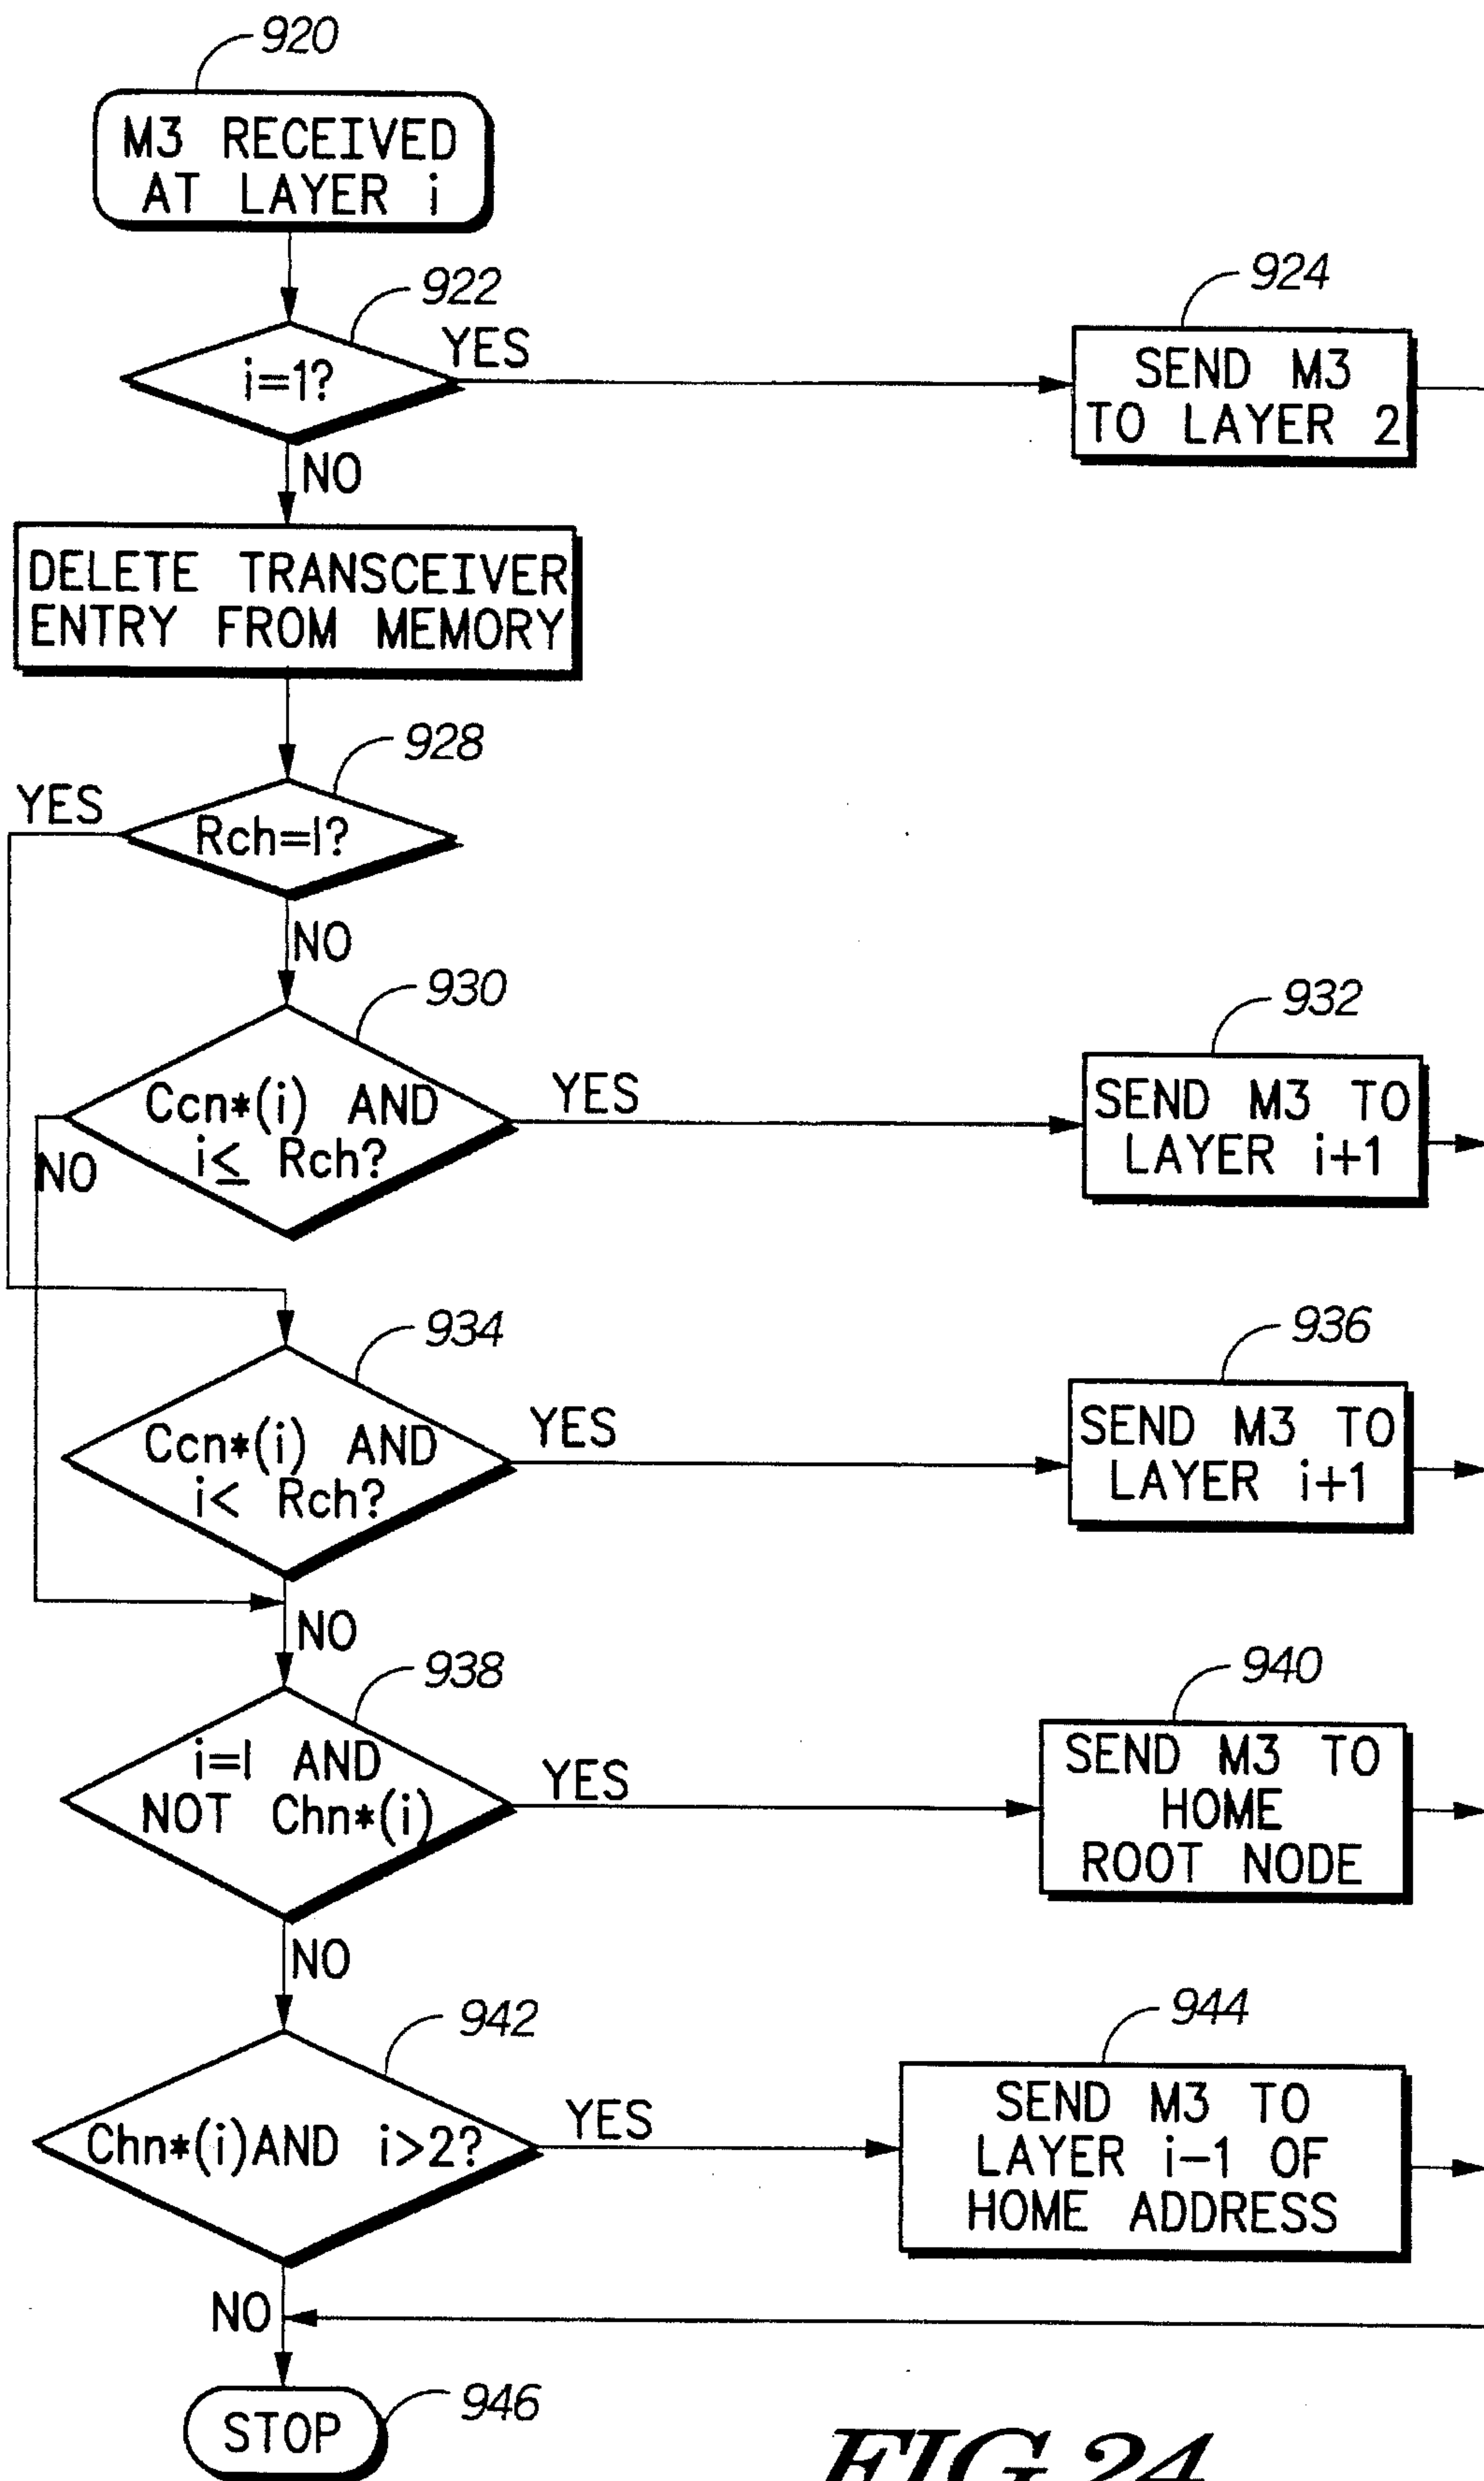 920
M3 RECEIVED
AT LAYER i
922
i=1?
YES
924
SEND M3
TO LAYER 2
NO
DELETE TRANSCEIVER
ENTRY FROM MEMORY
928
YES
Rch=I?
NO
930
Ccn*(i) AND
i≤ Rch?
YES
932
SEND M3 TO
LAYER i+1
NO
934
Ccn*(i) AND
i< Rch?
YES
936
SEND M3 TO
LAYER i+1
NO
938
i=I AND
NOT Chn*(i)
YES
940
SEND M3 TO
HOME
ROOT NODE
NO
942
Chn*(i)AND i>2?
YES
944
SEND M3 TO
LAYER i-1 OF
HOME ADDRESS
NO
STOP
946
FIG.24